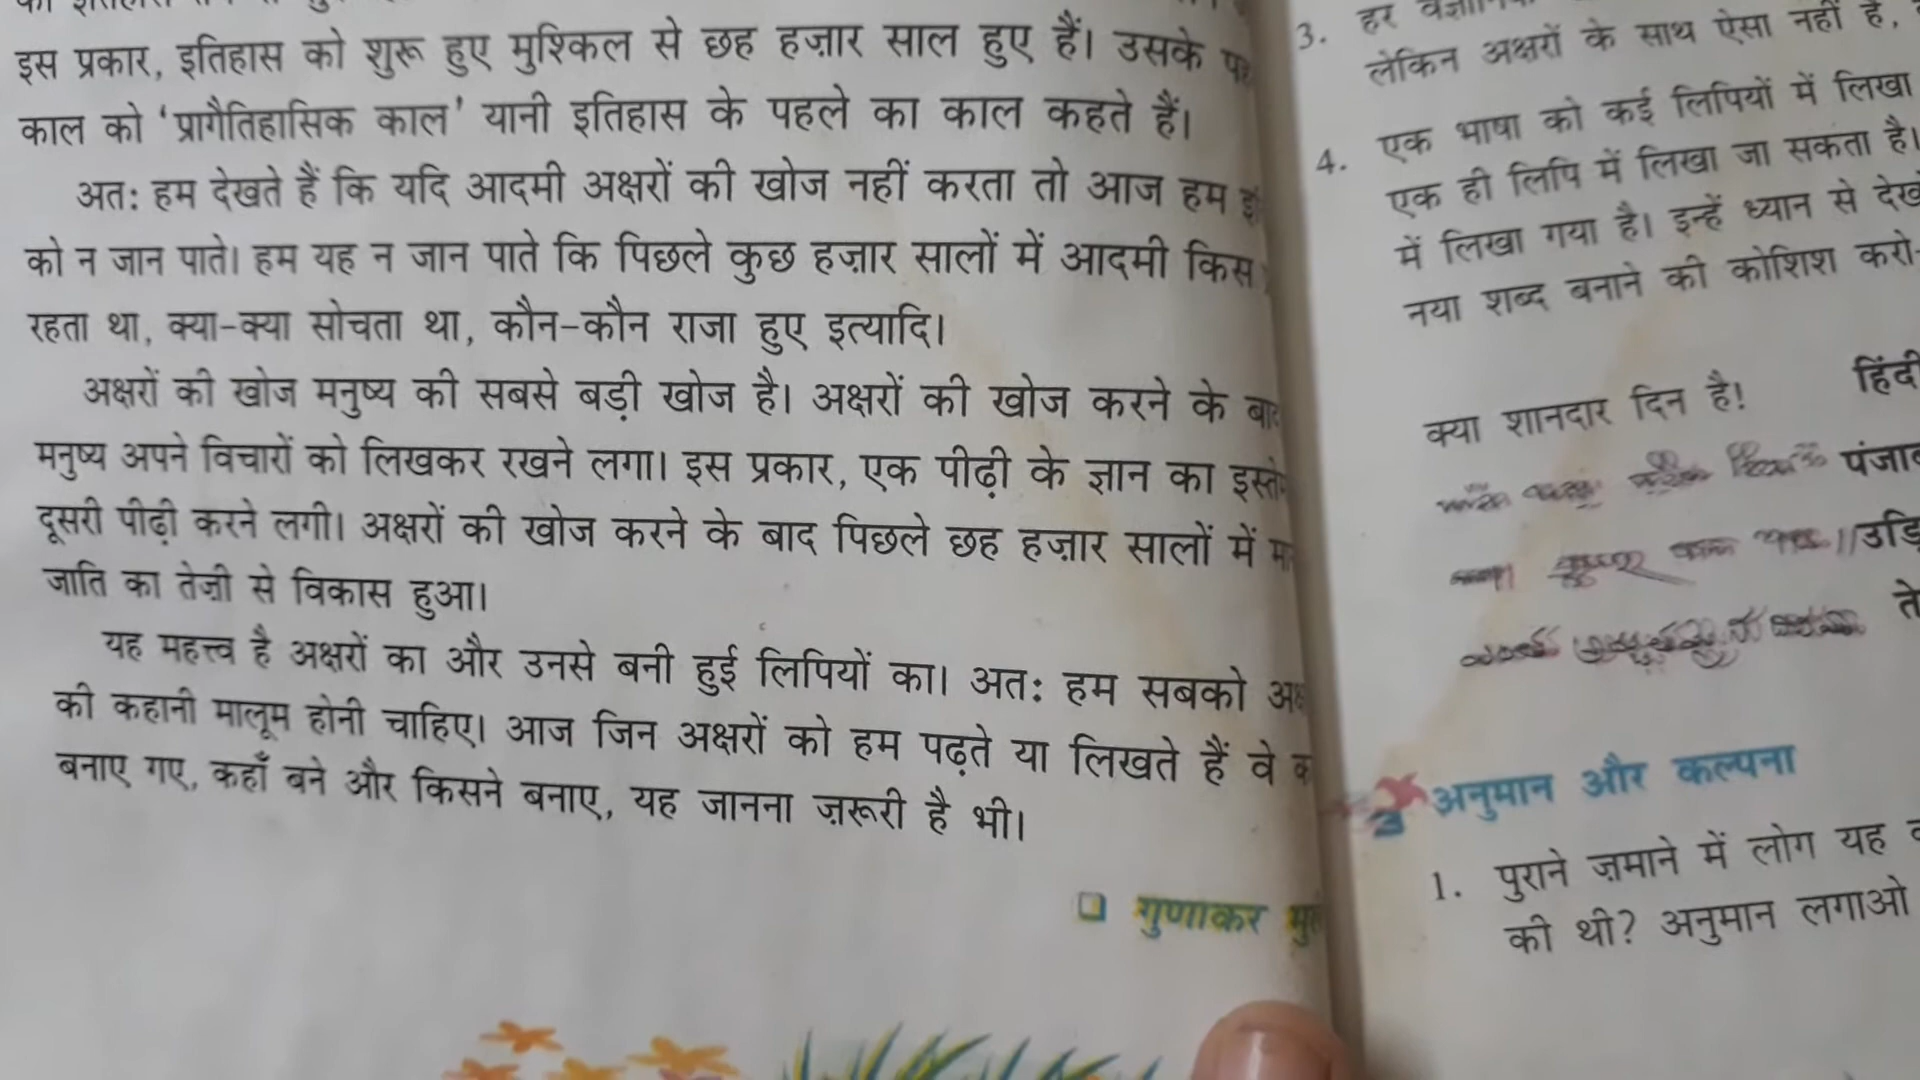 इस प्रकार, इतिहास को शुरू हुए मुश्किल से छह हज़ार साल हुए हैं। उसके
काल को 'प्रागैतिहासिक काल' यानी इतिहास के पहले का काल कहते हैं।
अतः हम देखते हैं कि यदि आदमी अक्षरों की खोज नहीं करता तो आज हम
को न जान पाते। हम यह न जान पाते कि पिछले कुछ हज़ार सालों में आदमी किस
रहता था, क्या-क्या सोचता था, कौन-कौन राजा हुए इत्यादि।
अक्षरों की खोज मनुष्य की सबसे बड़ी खोज है। अक्षरों की खोज करने के बाद
मनुष्य अपने विचारों को लिखकर रखने लगा। इस प्रकार, एक पीढ़ी के ज्ञान का
दूसरी पीढ़ी करने लगी। अक्षरों की खोज करने के बाद पिछले छह हज़ार सालों में
जाति का तेज़ी से विकास हुआ।
यह महत्त्व है अक्षरों का और उनसे बनी हुई लिपियों का। अतः हम सबको
की कहानी मालूम होनी चाहिए। आज जिन अक्षरों को हम पढ़ते या लिखते हैं वे
बनाए गए, कहाँ बने और किसने बनाए, यह जानना ज़रूरी है भी।
गुणाकर
3. हर
लेकिन अक्षरों के साथ ऐसा नहीं है,
4. एक भाषा को कई लिपियों में लिखा
एक ही लिपि में लिखा जा सकता है।
में लिखा गया है। इन्हें ध्यान से
नया शब्द बनाने की कोशिश करो-
क्या शानदार दिन है! हिंदी
अनुमान और कल्पना
1. पुराने ज़माने में लोग यह
की थी? अनुमान लगाओ